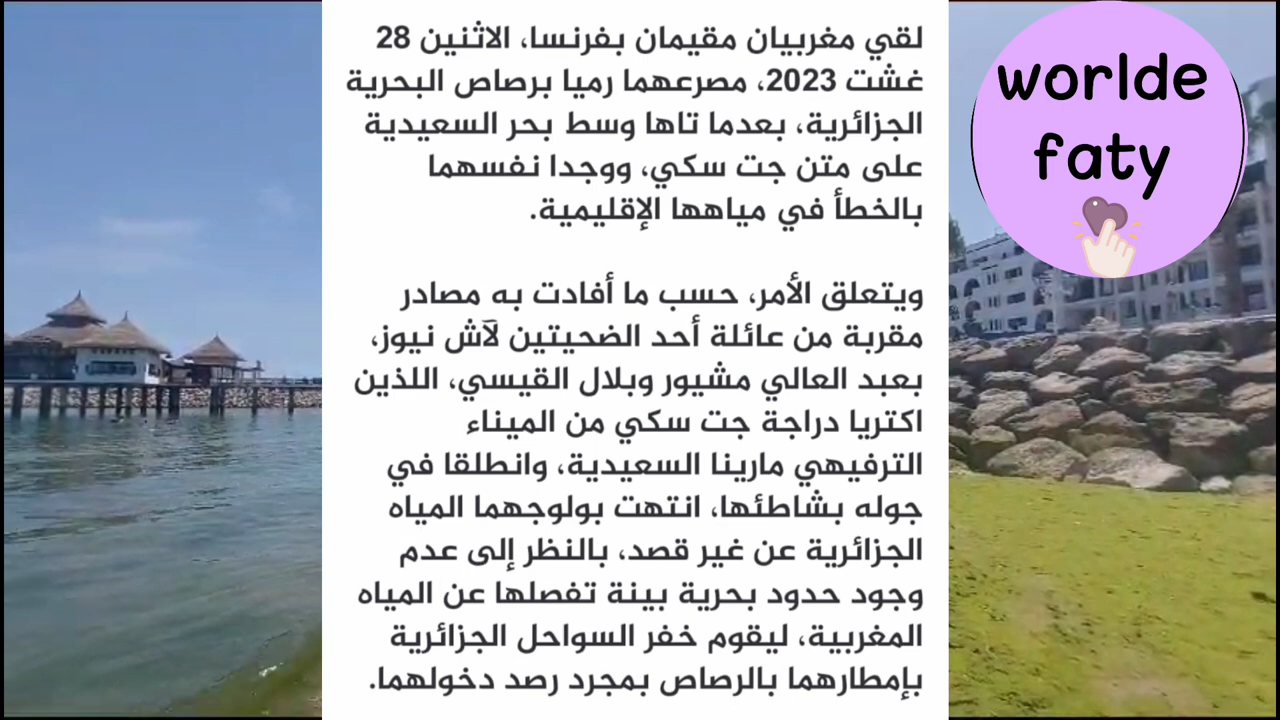 لقي مغربيان مقيمان بفرنسا، الاثنين 28
غشت 2023، مصرعهما رميا برصاص البحرية
الجزائرية، بعدما تاها وسط بحر السعيدية
على متن جت سكي، ووجدا نفسهما
بالخطأ في مياهها الإقليمية.
ويتعلق الأمر، حسب ما أفادت به مصادر
مقربة من عائلة أحد الضحيتين لآش نيوز،
بعبد العالي مشيور وبلال القيسي، اللذين
اكتريا دراجة جت سكي من الميناء
الترفيهي مارينا السعيدية، وانطلقا في
جوله بشاطئها، انتهت بولوجهما المياه
الجزائرية عن غير قصد، بالنظر إلى عدم
وجود حدود بحرية بينة تفصلها عن المياه
المغربية، ليقوم خفر السواحل الجزائرية
بإمطارهما بالرصاص بمجرد رصد دخولهما.
worlde
faty